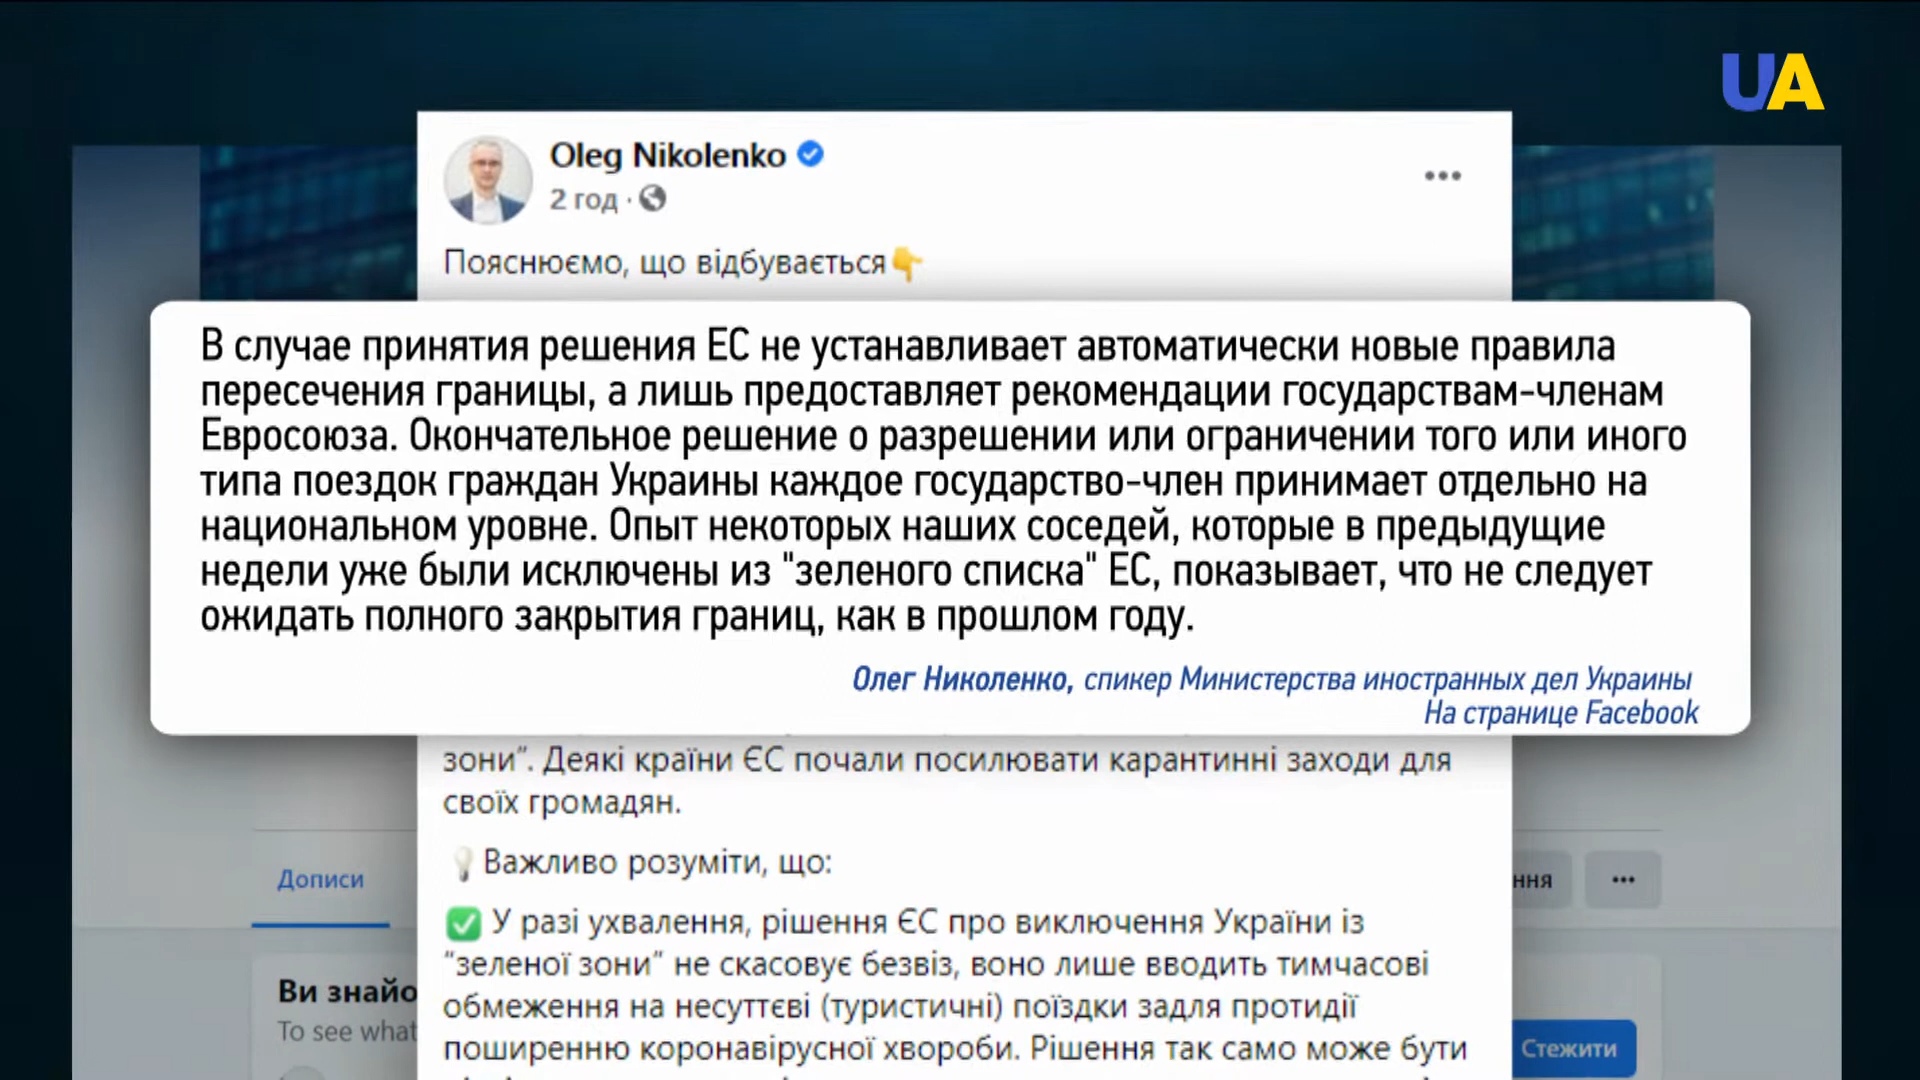 UA
Oleg Nikolenko
2 год ·
Пояснюємо, що відбувається👇
В случае принятия решения ЕС не устанавливает автоматически новые правила
пересечения границы, а лишь предоставляет рекомендации государствам-членам
Евросоюза. Окончательное решение о разрешении или ограничении того или иного
типа поездок граждан Украины каждое государство-член принимает отдельно на
национальном уровне. Опыт некоторых наших соседей, которые в предыдущие
недели уже были исключены из "зеленого списка" ЕС, показывает, что не следует
ожидать полного закрытия границ, как в прошлом году.
Олег Николенко, спикер Министерства иностранных дел Украины
На странице Facebook
зони“. Деякі країни ЄС почали посилювати карантинні заходи для
своїх громадян.
💡Важливо розуміти, що:
✅ У разі ухвалення, рішення ЄС про виключення України із
“зеленої зони“ не скасовує безвіз, воно лише вводить тимчасові
обмеження на несуттєві (туристичні) поїздки задля протидії
поширенню коронавірусної хвороби. Рішення так само може бути
Дописи
ння
Ви знайо
To see what
Стежити